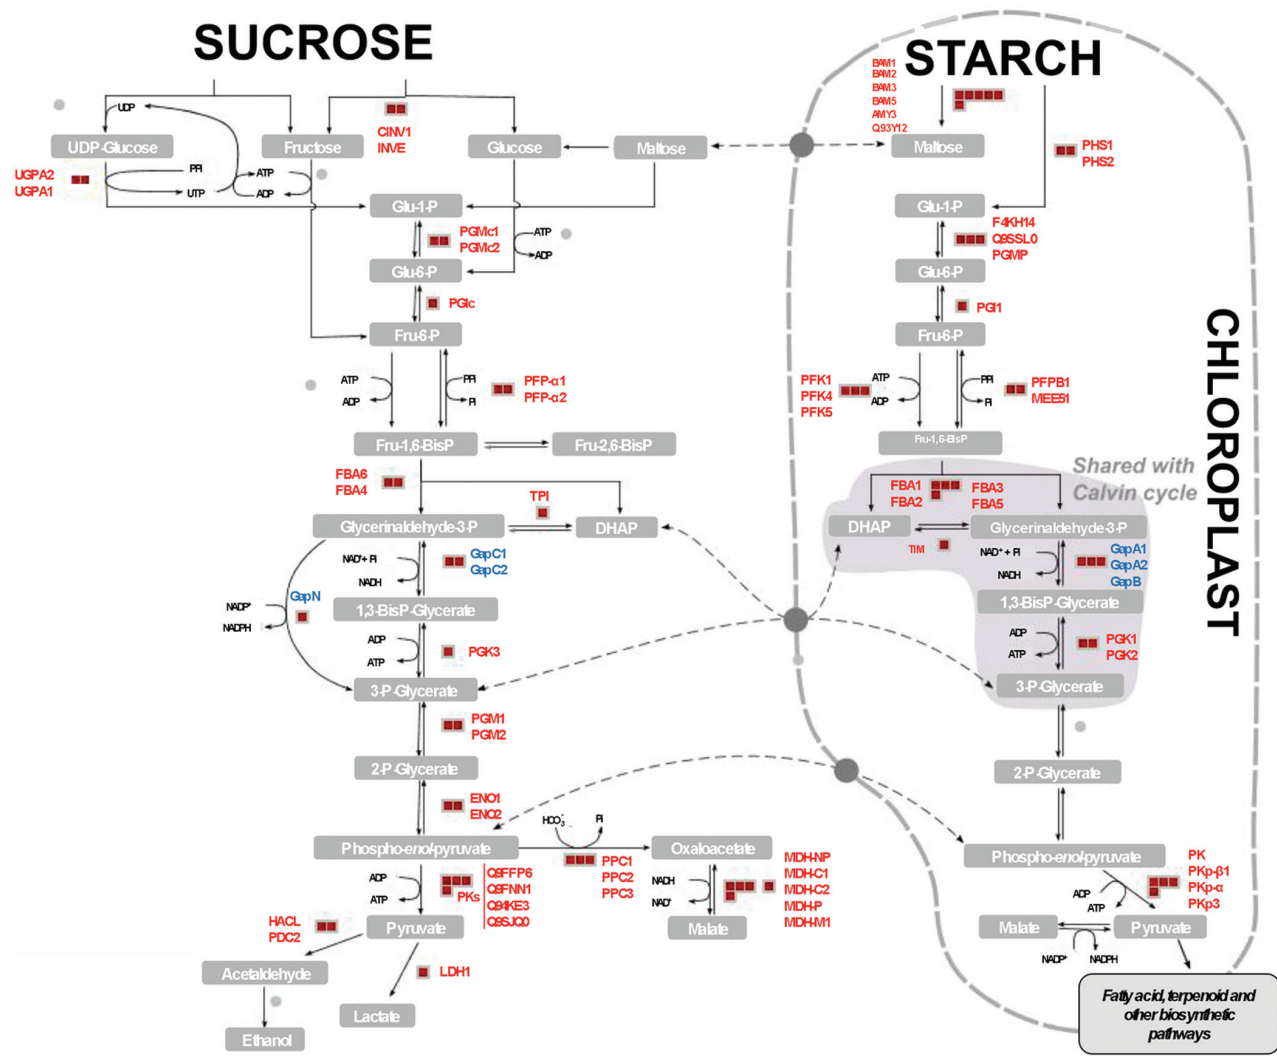 SUCROSE
STARCH
CHLOROPLAST
UDP
UDP-Glucose
Fructose
CINV1
INVE
Glucose
Maltose
UGPA2
UGPA1
PPi
UTP
ATP
ADP
Glu-1-P
PGMc1
PGMc2
ATP
ADP
Glu-6-P
PGIc
Fru-6-P
ATP
ADP
PPi
Pi
PFP-α1
PFP-α2
Fru-1,6-BisP
Fru-2,6-BisP
FBA6
FBA4
TPI
Glycerinaldehyde-3-P
DHAP
NAD⁺+ Pi
NADH
GapC1
GapC2
GapN
NADP⁺
NADPH
1,3-BisP-Glycerate
ADP
ATP
PGK3
3-P-Glycerate
PGM1
PGM2
2-P-Glycerate
ENO1
ENO2
Phospho-enol-pyruvate
HCO₃⁻
Pi
PPC1
PPC2
PPC3
Oxaloacetate
NADH
NAD⁺
Malate
MDH-NP
MDH-C1
MDH-C2
MDH-P
MDH-M1
ADP
ATP
PKs
Q9FFP6
Q9FNN1
Q94KE3
Q9SJQ0
HACL
PDC2
Pyruvate
Acetaldehyde
LDH1
Lactate
Ethanol
BAM1
BAM2
BAM3
BAM5
AMY3
Q93Y12
Maltose
PHS1
PHS2
Glu-1-P
F4KH14
Q9SSL0
PGMP
Glu-6-P
PGI1
Fru-6-P
PFK1
PFK4
PFK5
ATP
ADP
PPi
Pi
PFPB1
MEE51
Fru-1,6-BisP
Shared with
Calvin cycle
FBA1
FBA2
FBA3
FBA5
DHAP
Glycerinaldehyde-3-P
TIM
NAD⁺ + Pi
NADH
GapA1
GapA2
GapB
1,3-BisP-Glycerate
ADP
ATP
PGK1
PGK2
3-P-Glycerate
2-P-Glycerate
Phospho-enol-pyruvate
PK
PKp-β1
PKp-α
PKp3
ADP
ATP
Malate
Pyruvate
NADP⁺
NADPH
Fatty acid, terpenoid and
other biosynthetic
pathways